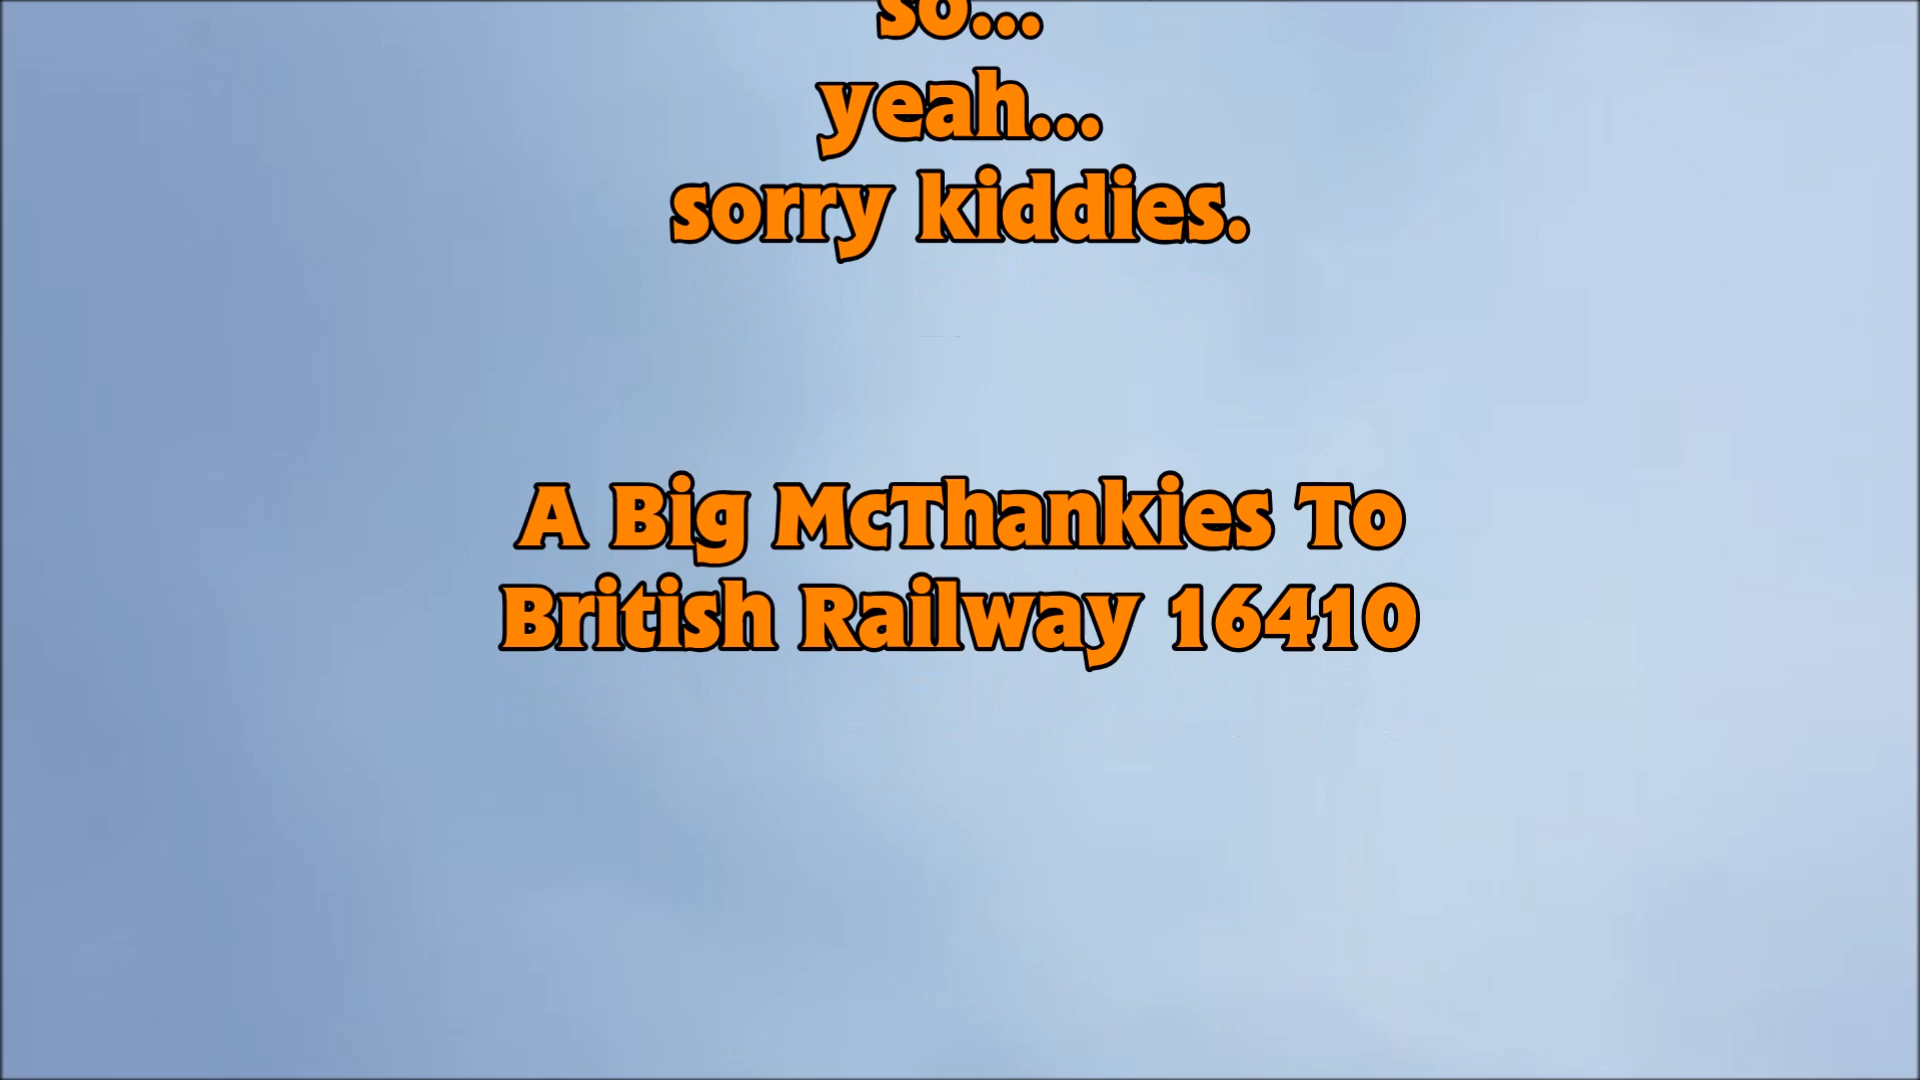 so...
yeah...
sorry kiddies.
A Big McThankies To
British Railway 16410